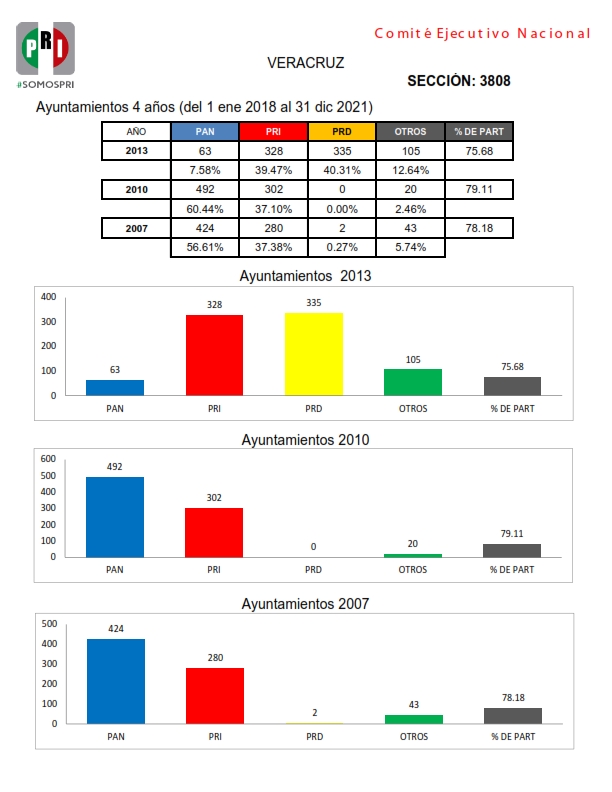 Comité Ejecutivo Nacional
PRI
#SOMOSPRI
VERACRUZ
SECCIÓN: 3808
Ayuntamientos 4 años (del 1 ene 2018 al 31 dic 2021)
AÑO PAN PRI PRD OTROS % DE PART
2013 63 328 335 105 75.68
7.58% 39.47% 40.31% 12.64%
2010 492 302 0 20 79.11
60.44% 37.10% 0.00% 2.46%
2007 424 280 2 43 78.18
56.61% 37.38% 0.27% 5.74%
Ayuntamientos 2013
400
300
200
100
0
63 328 335 105 75.68
PAN PRI PRD OTROS % DE PART
Ayuntamientos 2010
600
500
400
300
200
100
0
492 302 0 20 79.11
PAN PRI PRD OTROS % DE PART
Ayuntamientos 2007
500
400
300
200
100
0
424 280 2 43 78.18
PAN PRI PRD OTROS % DE PART